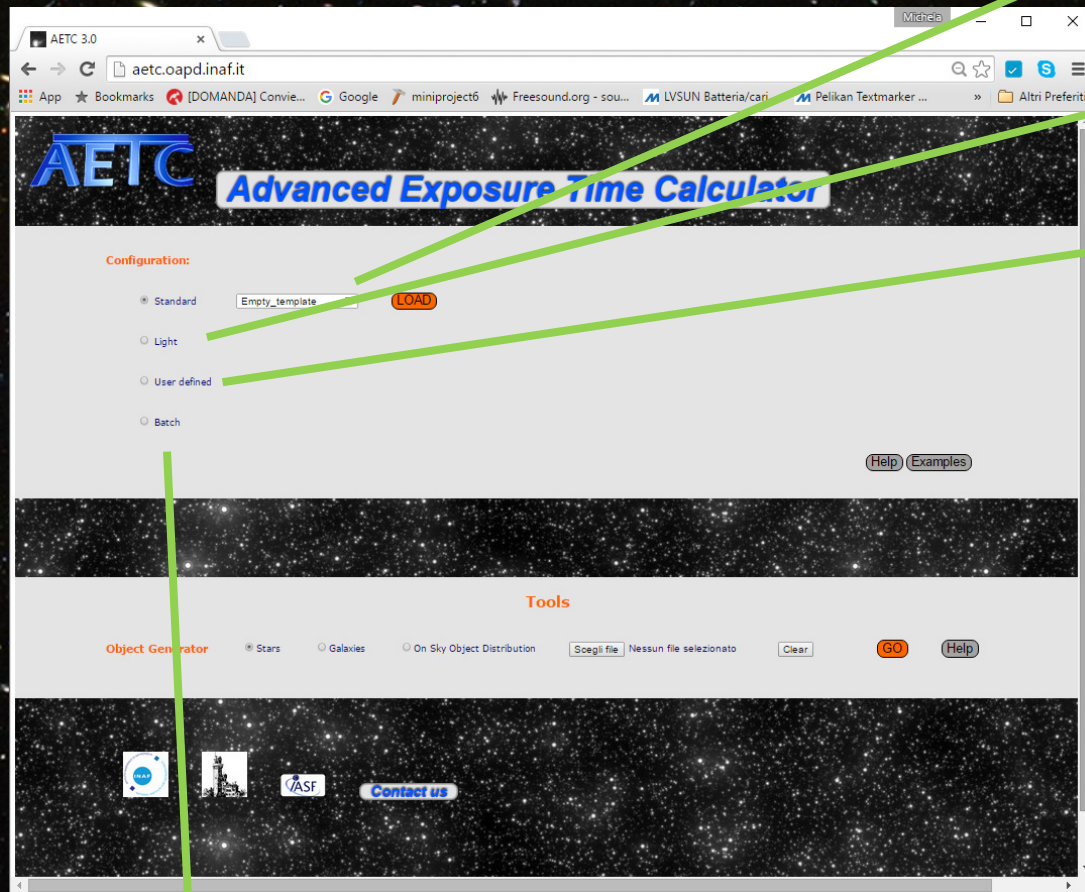 Michela
AETC 3.0
aetc.oapd.inaf.it
App Bookmarks [DOMANDA] Convie... Google miniproject6 Freesound.org - sou... LVSUN Batteria/cari... Pelikan Textmarker ... » Altri Preferiti
AETC
Advanced Exposure Time Calculator
Configuration:
Standard Empty_template LOAD
Light
User defined
Batch
Help Examples
Tools
Object Generator Stars Galaxies On Sky Object Distribution Scegli file Nessun file selezionato Clear GO Help
INAF IASF Contact us